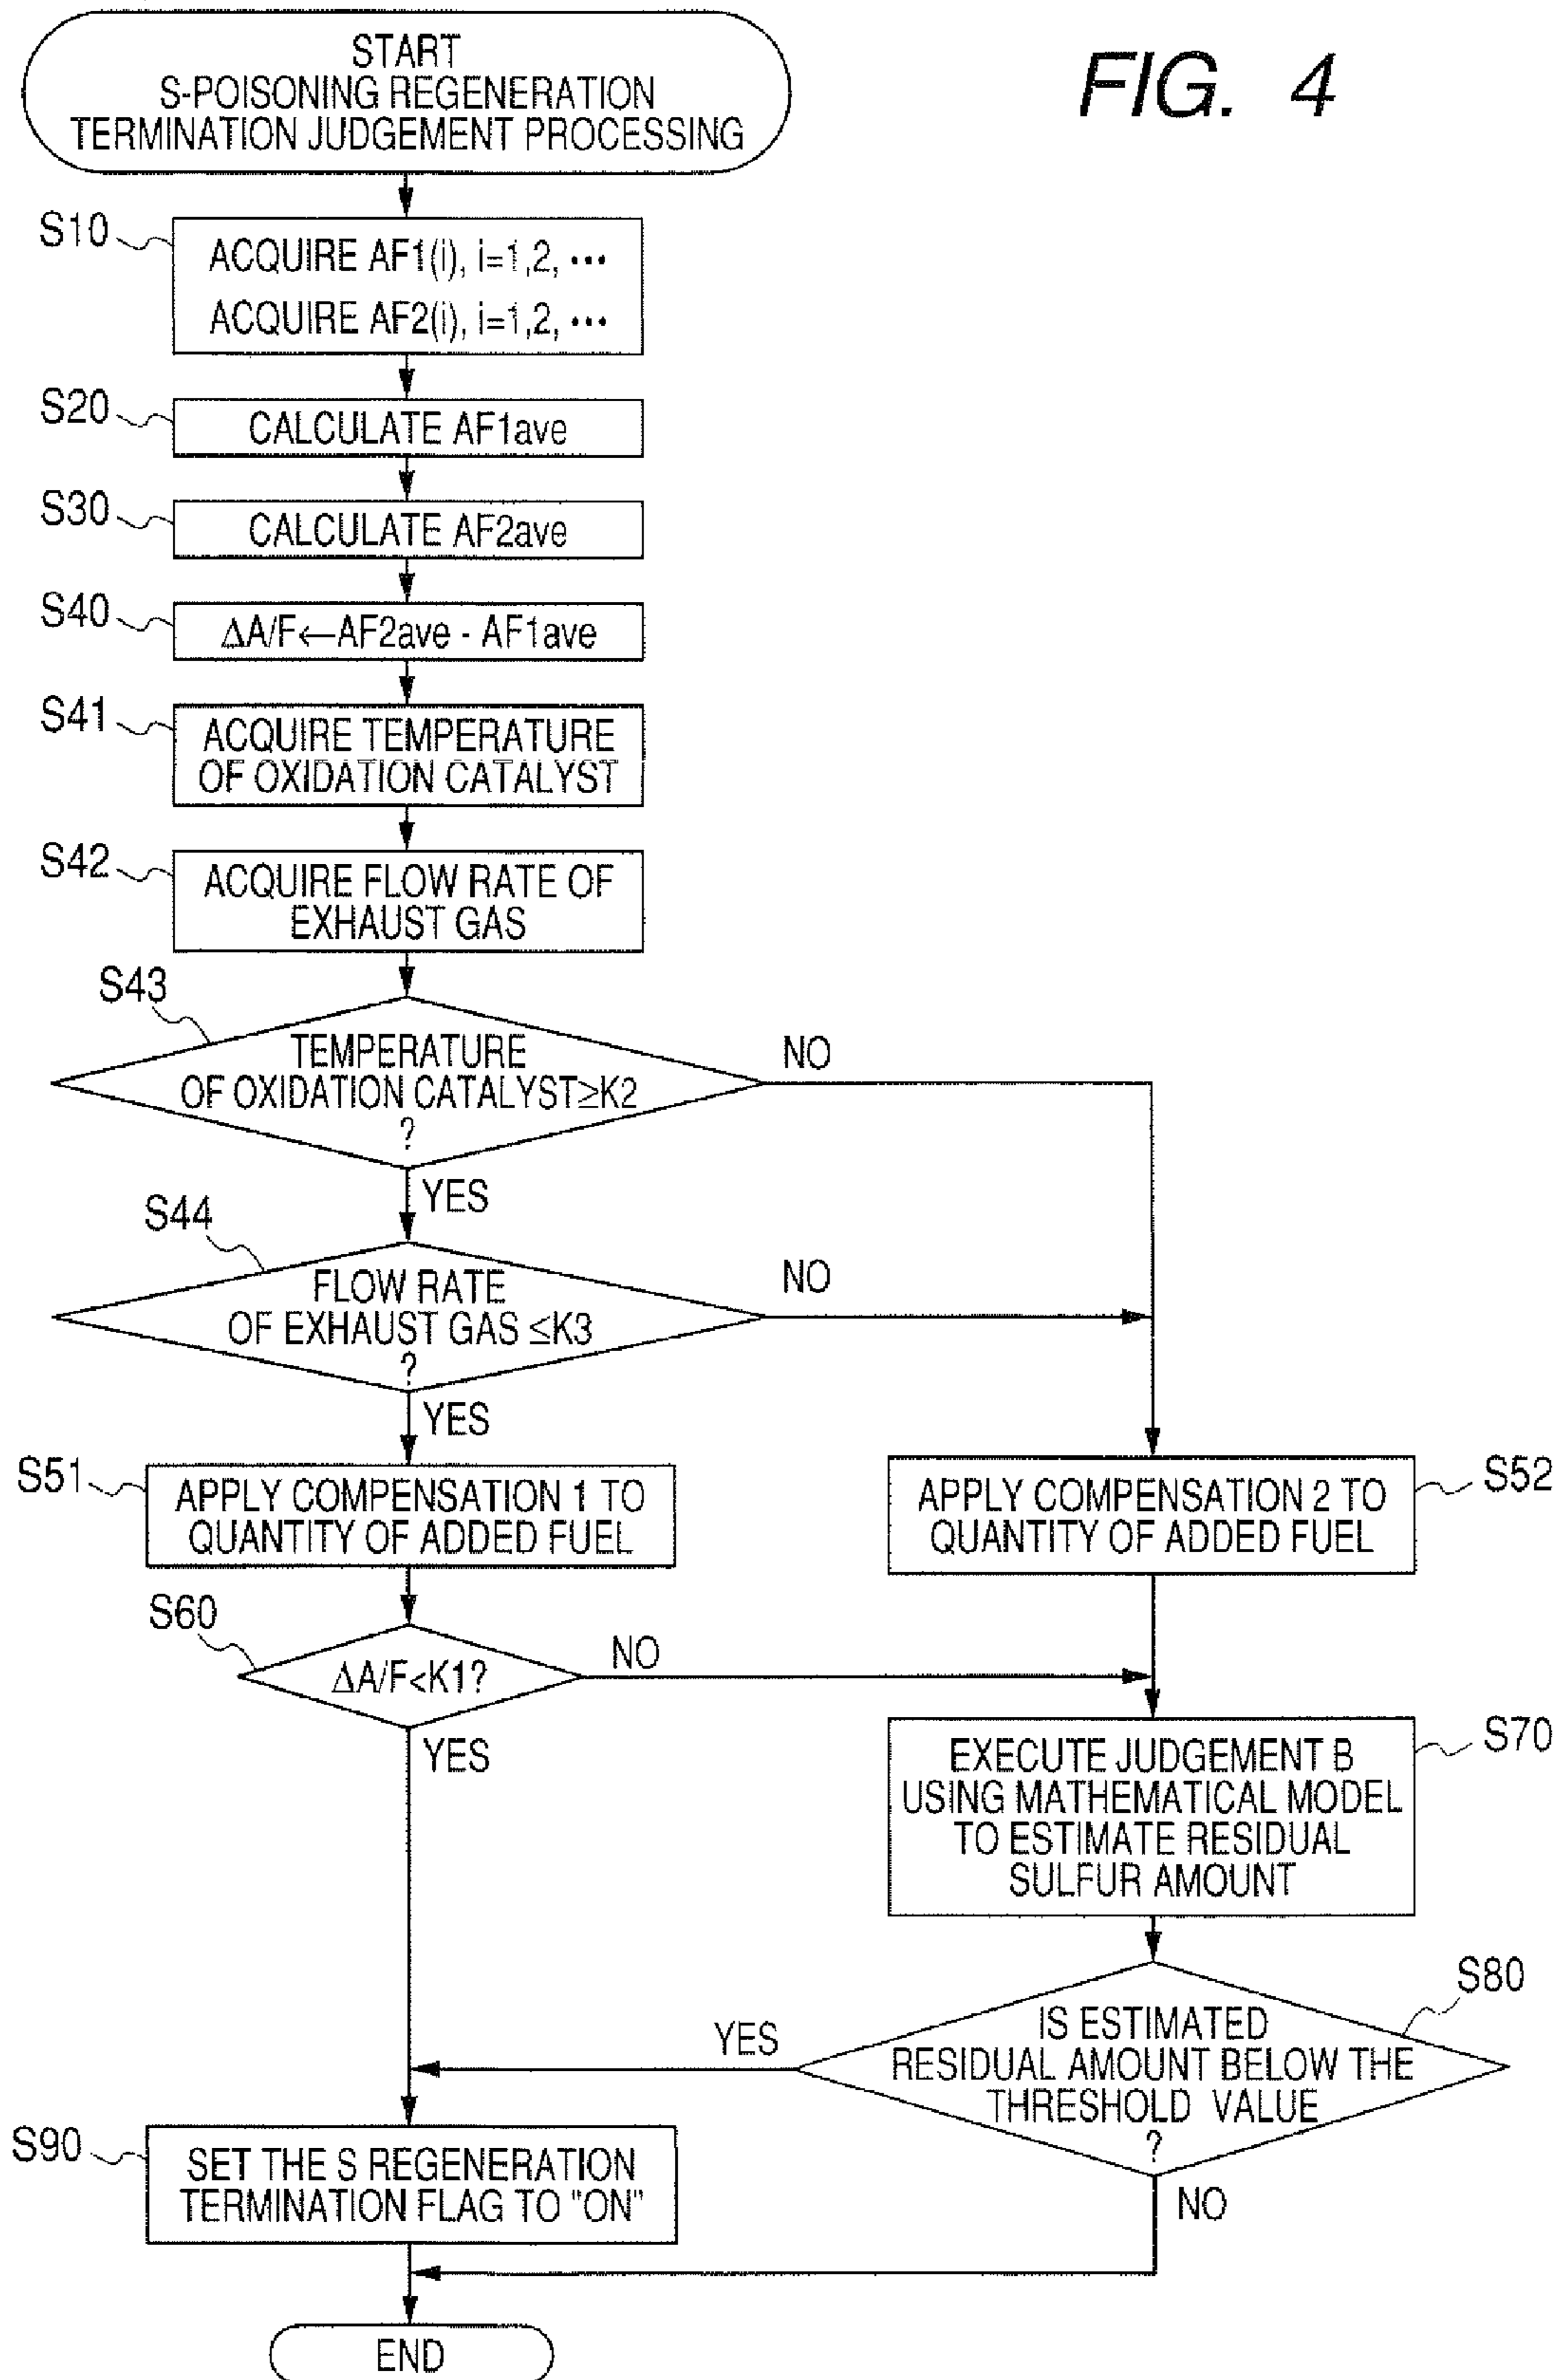 START
S-POISONING REGENERATION
TERMINATION JUDGEMENT PROCESSING
FIG. 4
S10
ACQUIRE AF1(i), i=1,2, •••
ACQUIRE AF2(i), i=1,2, •••
S20
CALCULATE AF1ave
S30
CALCULATE AF2ave
S40
ΔA/F←AF2ave - AF1ave
S41
ACQUIRE TEMPERATURE
OF OXIDATION CATALYST
S42
ACQUIRE FLOW RATE OF
EXHAUST GAS
S43
TEMPERATURE
OF OXIDATION CATALYST≥K2
?
NO
YES
S44
FLOW RATE
OF EXHAUST GAS ≤K3
?
NO
YES
S51
APPLY COMPENSATION 1 TO
QUANTITY OF ADDED FUEL
APPLY COMPENSATION 2 TO
QUANTITY OF ADDED FUEL
S52
S60
ΔA/F<K1?
NO
YES
EXECUTE JUDGEMENT B
USING MATHEMATICAL MODEL
TO ESTIMATE RESIDUAL
SULFUR AMOUNT
S70
S80
IS ESTIMATED
RESIDUAL AMOUNT BELOW THE
THRESHOLD VALUE
?
YES
NO
S90
SET THE S REGENERATION
TERMINATION FLAG TO "ON"
END